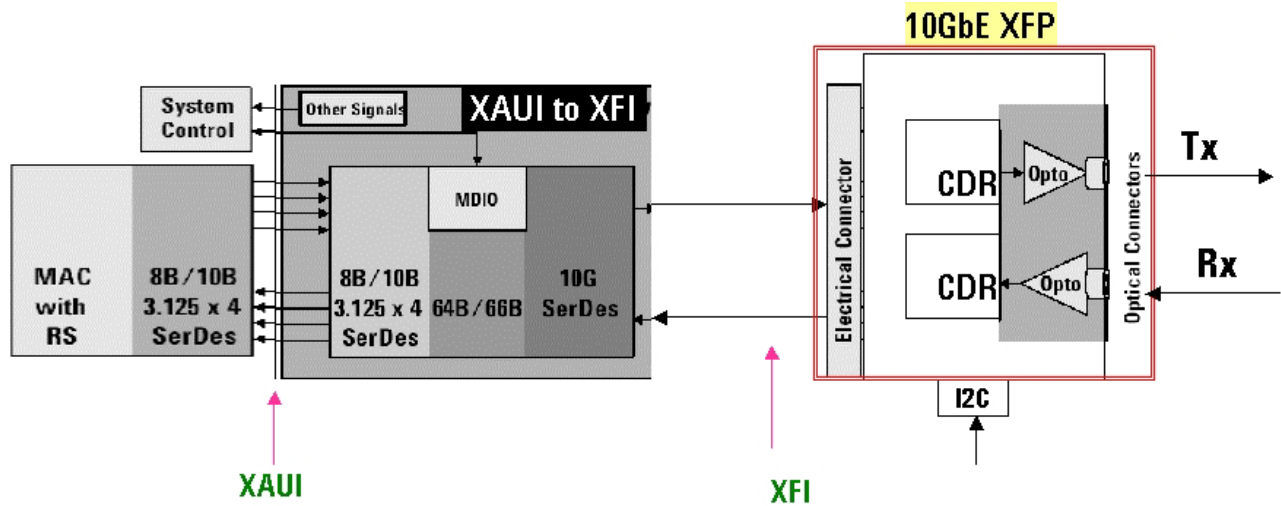 10GbE XFP
System
Control
Other Signals
XAUI to XFI
MAC
with
RS
8B/10B
3.125 x 4
SerDes
8B/10B
3.125 x 4
SerDes
MDIO
64B/66B
10G
SerDes
Electrical Connector
CDR
Opto
CDR
Opto
Optical Connectors
Tx
Rx
I2C
XAUI
XFI